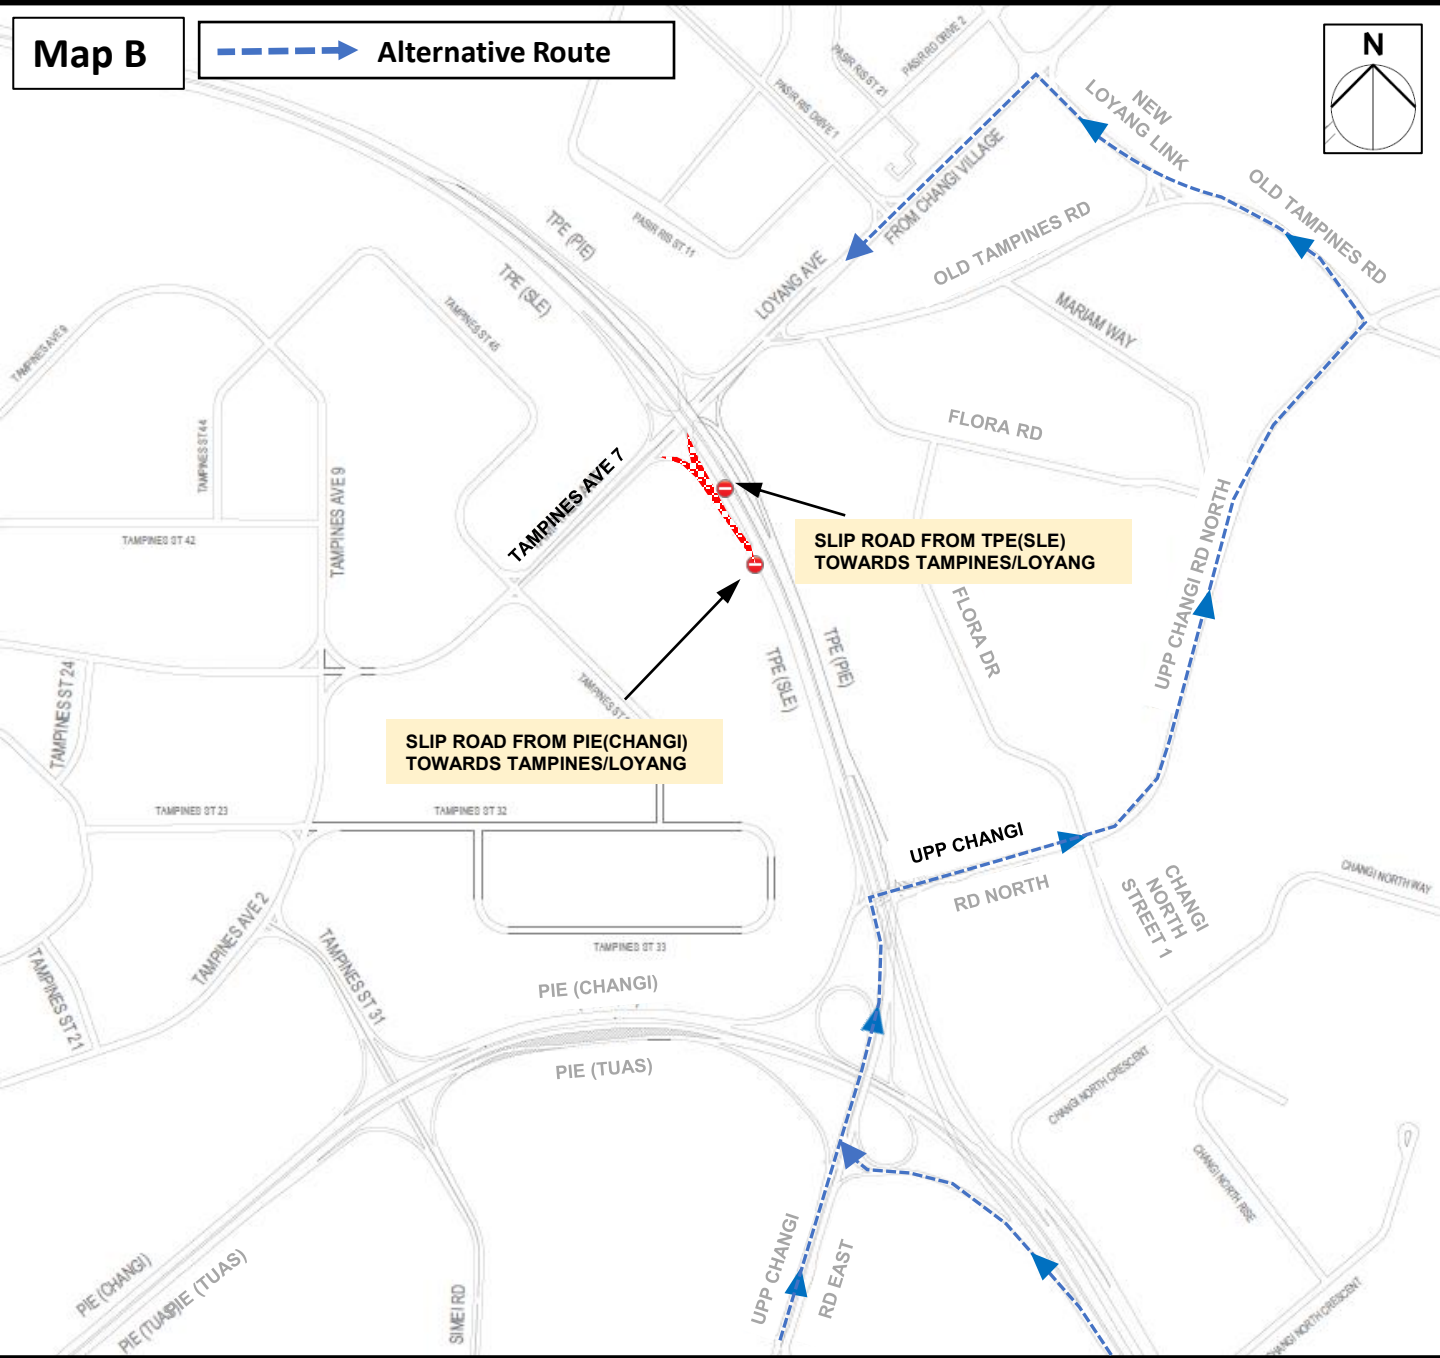 Map B
Alternative Route
N
PASIR RIS DRIVE 2
PASIR RIS ST 21
PASIR RIS DRIVE 1
PASIR RIS ST 11
NEW
LOYANG LINK
OLD TAMPINES RD
FROM CHANGI VILLAGE
OLD TAMPINES RD
LOYANG AVE
TPE (PIE)
TPE (SLE)
MARIAM WAY
TAMPINES AVE 9
TAMPINES ST 45
TAMPINES ST 44
FLORA RD
TAMPINES AVE 7
TAMPINES AVE 9
TAMPINES ST 42
SLIP ROAD FROM TPE(SLE)
TOWARDS TAMPINES/LOYANG
UPP CHANGI RD NORTH
FLORA DR
TPE (PIE)
TPE (SLE)
TAMPINES ST 24
TAMPINES ST
SLIP ROAD FROM PIE(CHANGI)
TOWARDS TAMPINES/LOYANG
TAMPINES ST 23
TAMPINES ST 32
UPP CHANGI
RD NORTH
CHANGI
NORTH
STREET 1
CHANGI NORTH WAY
TAMPINES AVE 2
TAMPINES ST 33
TAMPINES ST 31
TAMPINES ST 21
PIE (CHANGI)
PIE (TUAS)
CHANGI NORTH CRESCENT
CHANGI NORTH RISE
UPP CHANGI
RD EAST
PIE (CHANGI)
PIE (TUAS)
PIE (TUAS)
SIMEI RD
CHANGI NORTH CRESCENT